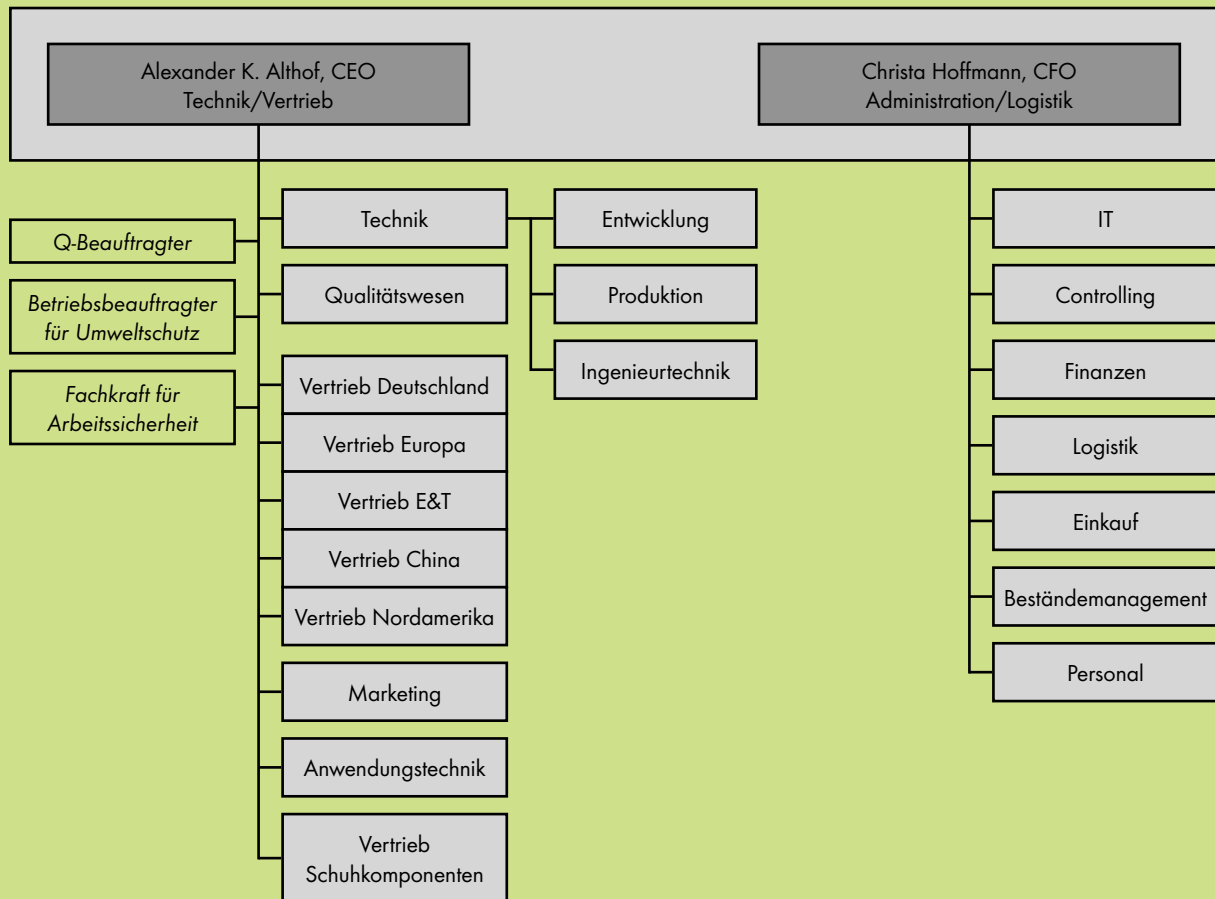 Alexander K. Althof, CEO
Technik/Vertrieb
Christa Hoffmann, CFO
Administration/Logistik
Q-Beauftragter
Betriebsbeauftragter
für Umweltschutz
Fachkraft für
Arbeitssicherheit
Technik
Qualitätswesen
Vertrieb Deutschland
Vertrieb Europa
Vertrieb E&T
Vertrieb China
Vertrieb Nordamerika
Marketing
Anwendungstechnik
Vertrieb
Schuhkomponenten
Entwicklung
Produktion
Ingenieurtechnik
IT
Controlling
Finanzen
Logistik
Einkauf
Beständemanagement
Personal